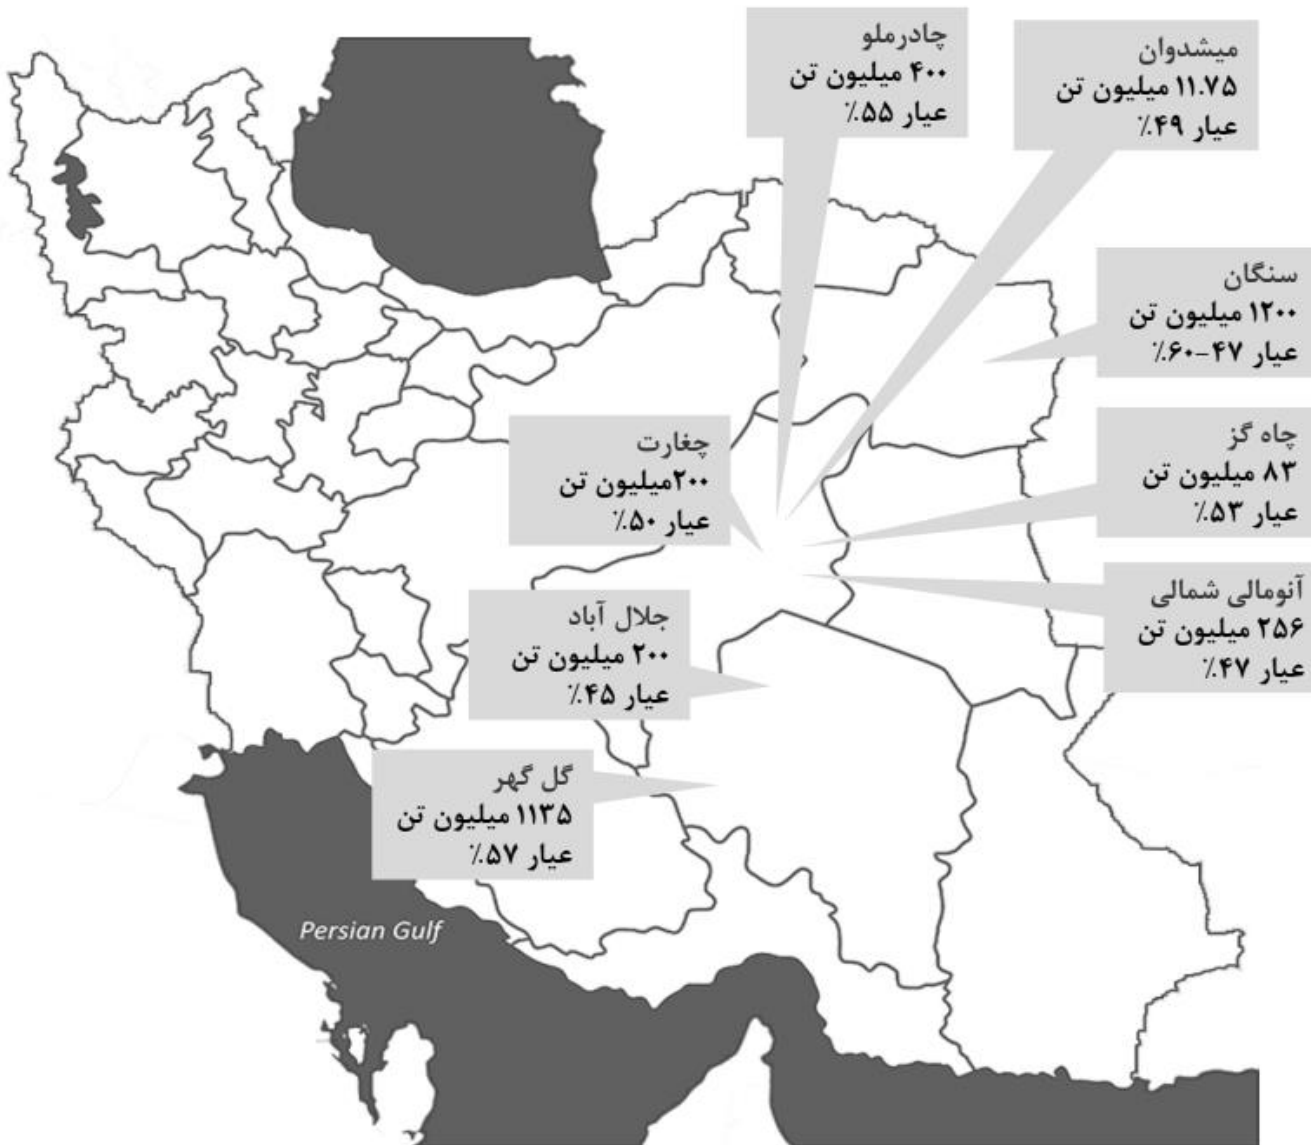 چادرملو
۴۰۰ میلیون تن
عیار ۵۵٪
میشدوان
۱۱.۷۵ میلیون تن
عیار ۴۹٪
سنگان
۱۲۰۰ میلیون تن
عیار ۴۷-۶۰٪
چاه گز
۸۳ میلیون تن
عیار ۵۳٪
چغارت
۲۰۰میلیون تن
عیار ۵۰٪
آنومالی شمالی
۲۵۶ میلیون تن
عیار ۴۷٪
جلال آباد
۲۰۰ میلیون تن
عیار ۴۵٪
گل گهر
۱۱۳۵ میلیون تن
عیار ۵۷٪
Persian Gulf